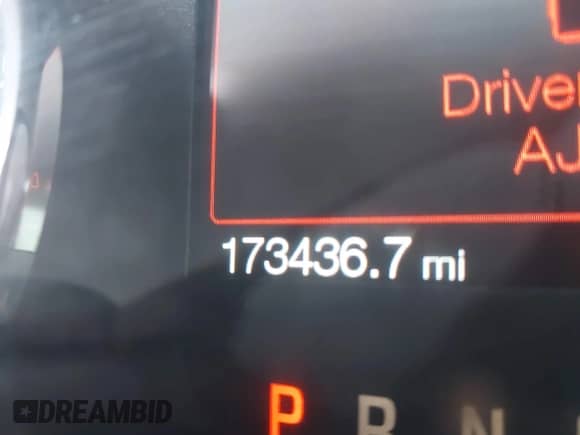 Driver
AJ
173436.7 mi
P R N
DREAMBID